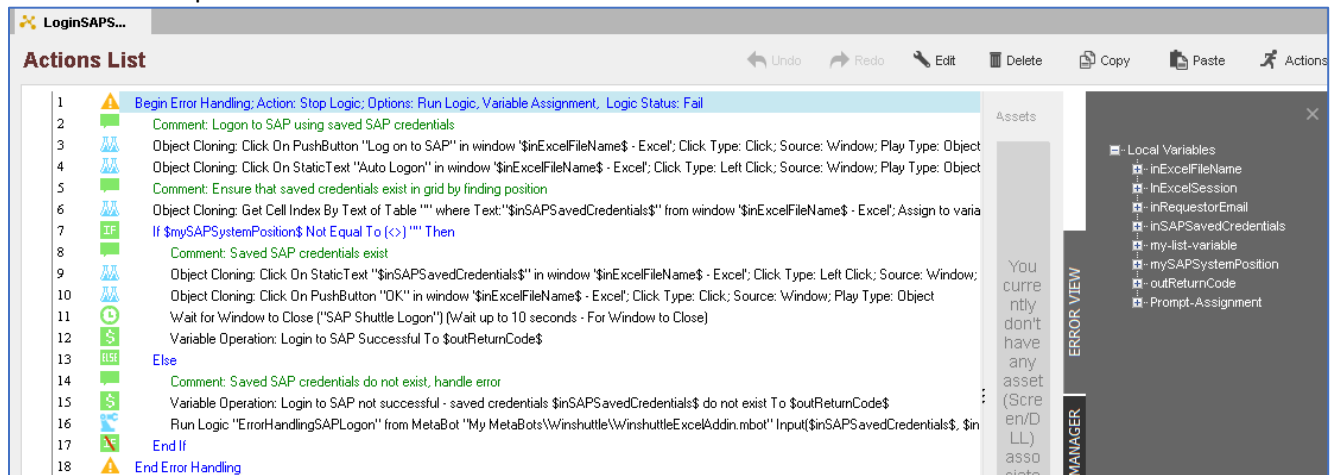 LoginSAPS...
Actions List
Undo Redo Edit Delete Copy Paste Actions
1 Begin Error Handling; Action: Stop Logic; Options: Run Logic, Variable Assignment, Logic Status: Fail
2 Comment: Logon to SAP using saved SAP credentials
3 Object Cloning: Click On PushButton "Log on to SAP" in window '$inExcelFileName$ - Excel'; Click Type: Click; Source: Window; Play Type: Object
4 Object Cloning: Click On StaticText "Auto Logon" in window '$inExcelFileName$ - Excel'; Click Type: Left Click; Source: Window; Play Type: Object
5 Comment: Ensure that saved credentials exist in grid by finding position
6 Object Cloning: Get Cell Index By Text of Table "" where Text:"$inSAPSavedCredentials$" from window '$inExcelFileName$ - Excel'; Assign to varia
7 IF If $mySAPSystemPosition$ Not Equal To (<>) "" Then
8 Comment: Saved SAP credentials exist
9 Object Cloning: Click On StaticText "$inSAPSavedCredentials$" in window '$inExcelFileName$ - Excel'; Click Type: Left Click; Source: Window;
10 Object Cloning: Click On PushButton "OK" in window '$inExcelFileName$ - Excel'; Click Type: Click; Source: Window; Play Type: Object
11 Wait for Window to Close ("SAP Shuttle Logon") (Wait up to 10 seconds - For Window to Close)
12 $ Variable Operation: Login to SAP Successful To $outReturnCode$
13 ELSE Else
14 Comment: Saved SAP credentials do not exist, handle error
15 $ Variable Operation: Login to SAP not successful - saved credentials $inSAPSavedCredentials$ do not exist To $outReturnCode$
16 Run Logic "ErrorHandlingSAPLogon" from MetaBot "My MetaBots\Winshuttle\WinshuttleExcelAddin.mbot" Input($inSAPSavedCredentials$, $in
17 IF End If
18 End Error Handling
Assets
You
curre
ntly
don't
have
any
asset
(Scre
en/D
LL)
asso
ERROR VIEW
MANAGER
Local Variables
inExcelFileName
InExcelSession
inRequestorEmail
inSAPSavedCredentials
my-list-variable
mySAPSystemPosition
outReturnCode
Prompt-Assignment